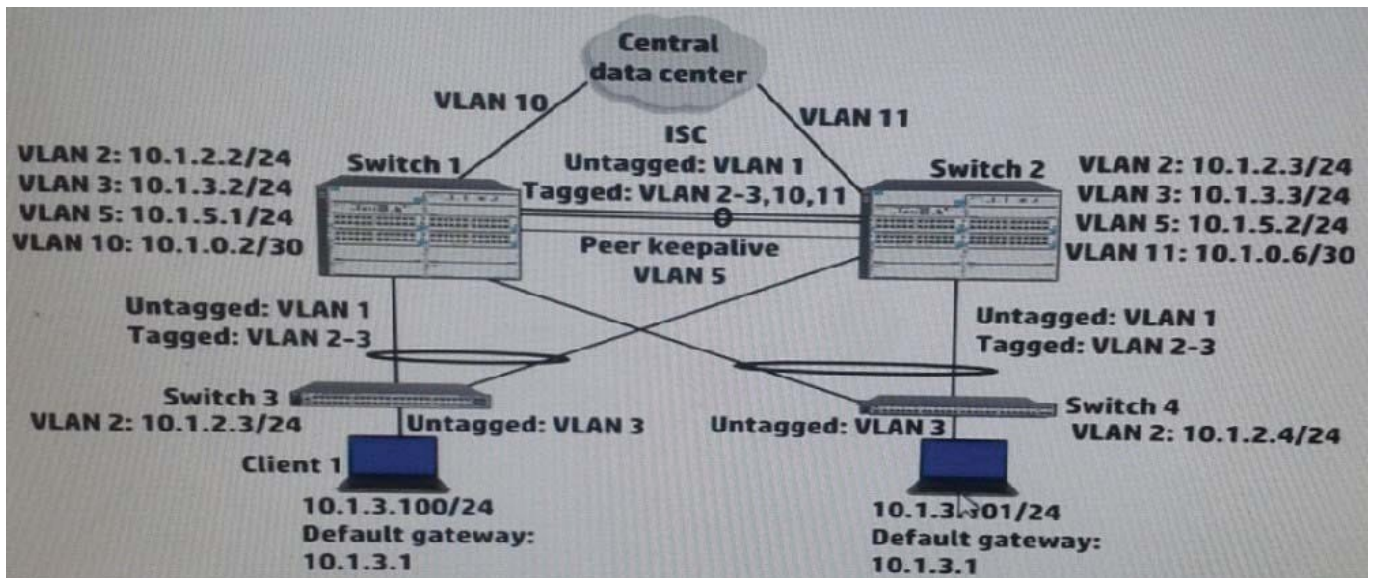 Central
data center
VLAN 10
VLAN 11
ISC
Untagged: VLAN 1
Tagged: VLAN 2-3,10,11
Switch 1
Switch 2
VLAN 2: 10.1.2.2/24
VLAN 3: 10.1.3.2/24
VLAN 5: 10.1.5.1/24
VLAN 10: 10.1.0.2/30
VLAN 2: 10.1.2.3/24
VLAN 3: 10.1.3.3/24
VLAN 5: 10.1.5.2/24
VLAN 11: 10.1.0.6/30
Peer keepalive
VLAN 5
Untagged: VLAN 1
Tagged: VLAN 2-3
Untagged: VLAN 1
Tagged: VLAN 2-3
Switch 3
VLAN 2: 10.1.2.3/24
Untagged: VLAN 3
Untagged: VLAN 3
Switch 4
VLAN 2: 10.1.2.4/24
Client 1
10.1.3.100/24
Default gateway:
10.1.3.1
Default gateway:
10.1.3.1